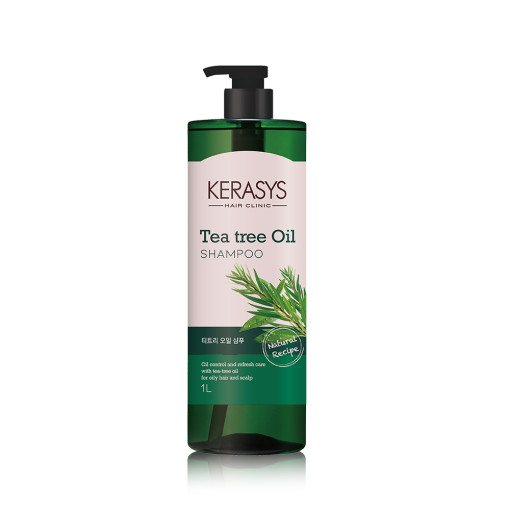 KERASYS
HAIR CLINIC
Tea tree Oil
SHAMPOO
티트리 오일 샴푸
Natural
Recipe
Oil control and refresh care
with tea-tree oil
for oily hair and scalp
1L